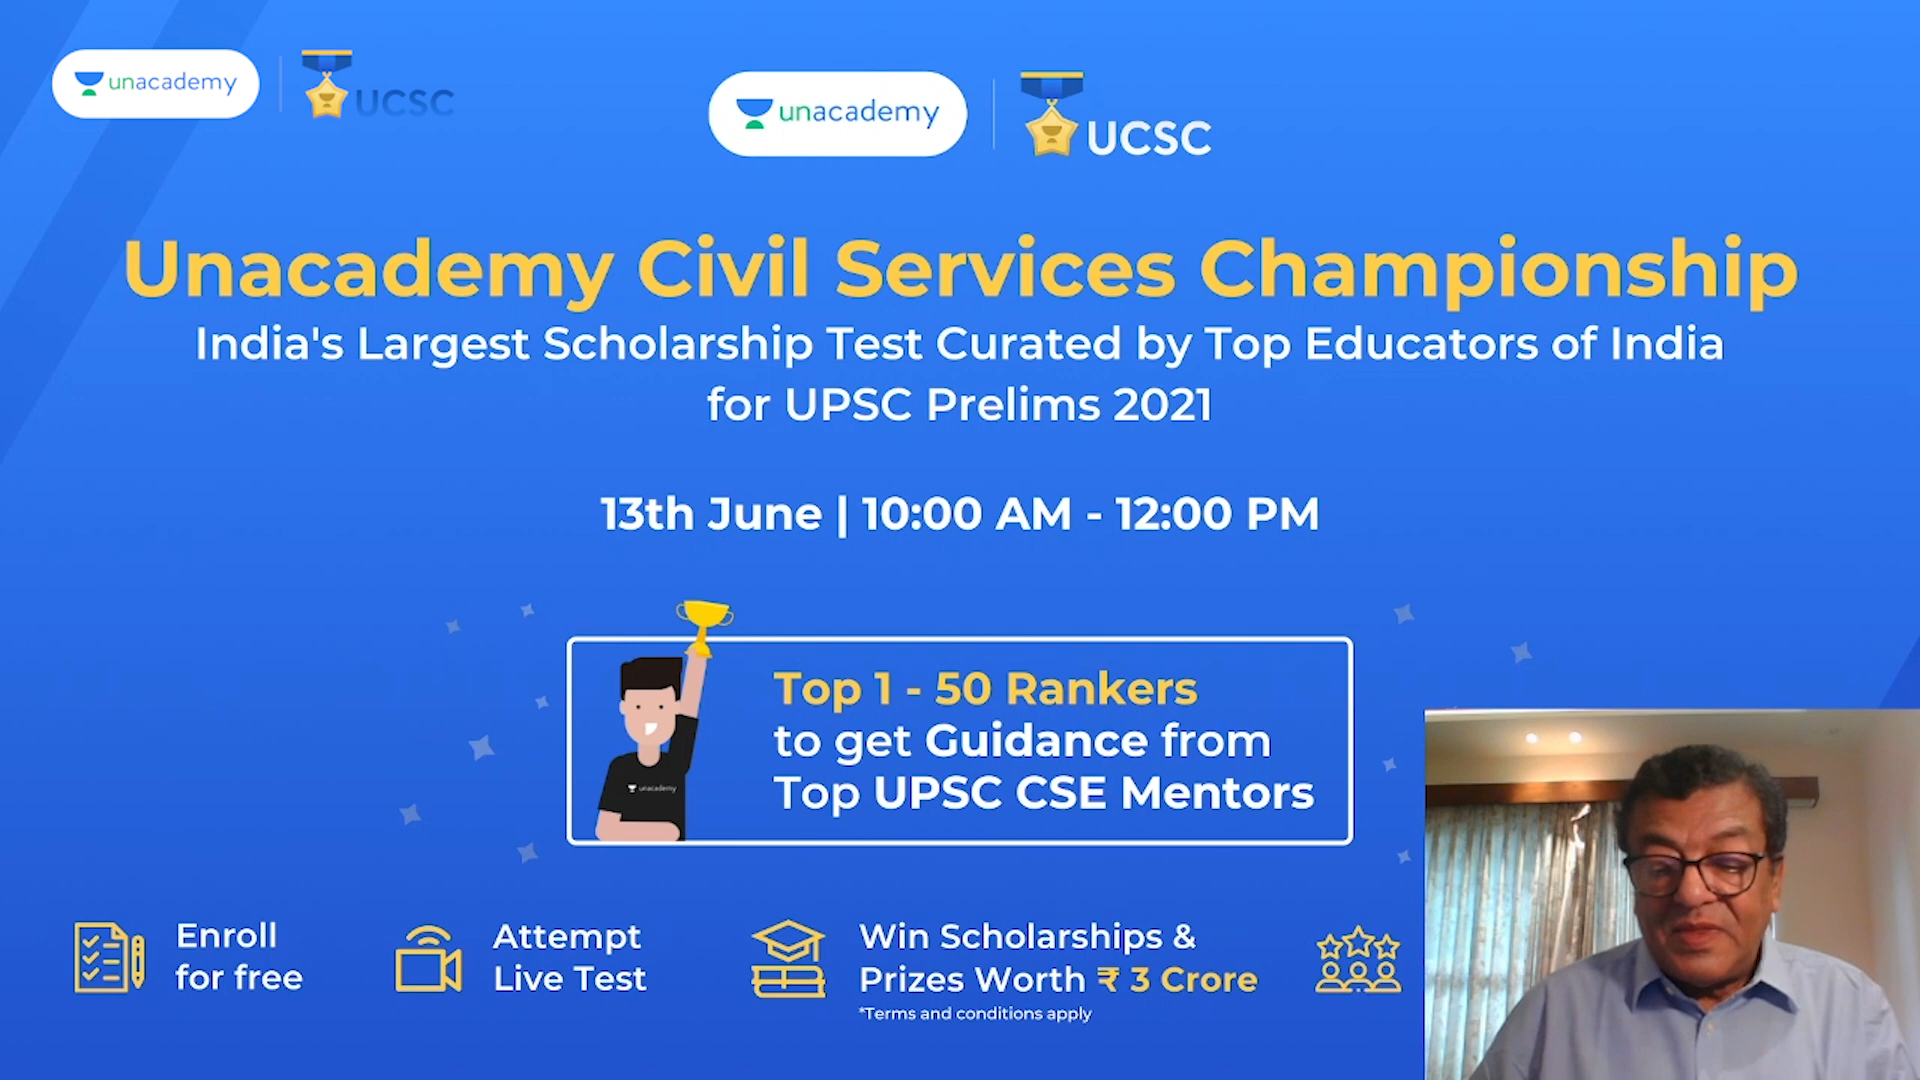 unacademy
UCSC
unacademy
UCSC
Unacademy Civil Services Championship
India's Largest Scholarship Test Curated by Top Educators of India
for UPSC Prelims 2021
13th June | 10:00 AM - 12:00 PM
Top 1 - 50 Rankers
to get Guidance from
Top UPSC CSE Mentors
unacademy
Enroll
for free
Attempt
Live Test
Win Scholarships &
Prizes Worth ₹ 3 Crore
*Terms and conditions apply